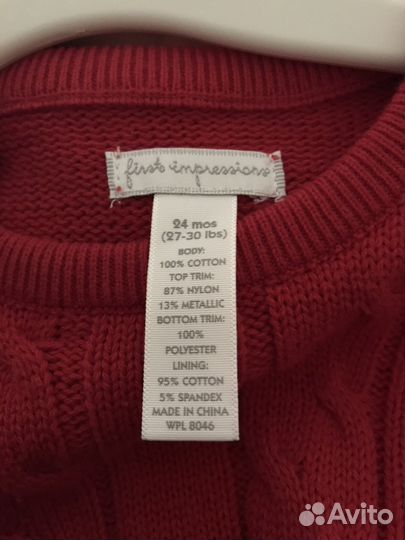 first impressions
24 mos
(27-30 lbs)
BODY:
100% COTTON
TOP TRIM:
87% NYLON
13% METALLIC
BOTTOM TRIM:
100%
POLYESTER
LINING:
95% COTTON
5% SPANDEX
MADE IN CHINA
WPL 8046
Avito